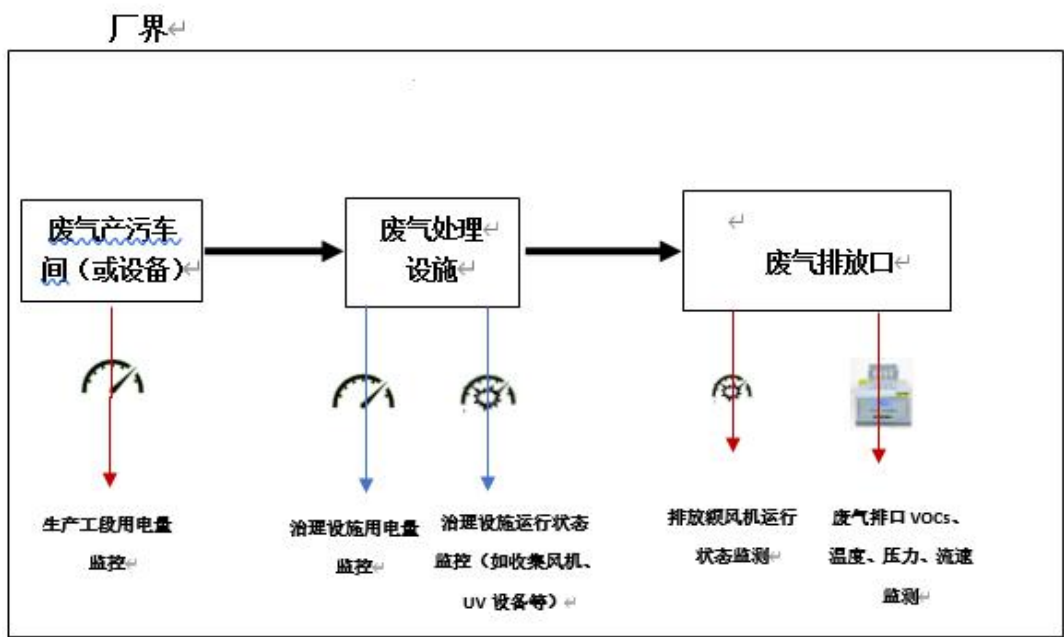 厂界
废气产污车
间（或设备）
废气处理
设施
废气排放口
生产工段用电量
监控
治理设施用电量
监控
治理设施运行状态
监控（如收集风机、
UV 设备等）
排放级风机运行
状态监测
废气排口 VOCs、
温度、压力、流速
监测